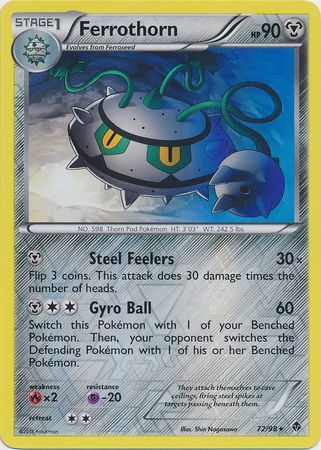 STAGE1
Ferrothorn
HP 90
Evolves from Ferroseed
NO. 598 Thorn Pod Pokémon HT: 3'03" WT: 242.5 lbs.
Steel Feelers 30×
Flip 3 coins. This attack does 30 damage times the
number of heads.
Gyro Ball 60
Switch this Pokémon with 1 of your Benched
Pokémon. Then, your opponent switches the
Defending Pokémon with 1 of his or her Benched
Pokémon.
weakness
×2
resistance
-20
They attach themselves to cave
ceilings, firing steel spikes at
targets passing beneath them.
retreat
©2011 Pokémon
Illus. Shin Nagasawa
72/98 ★